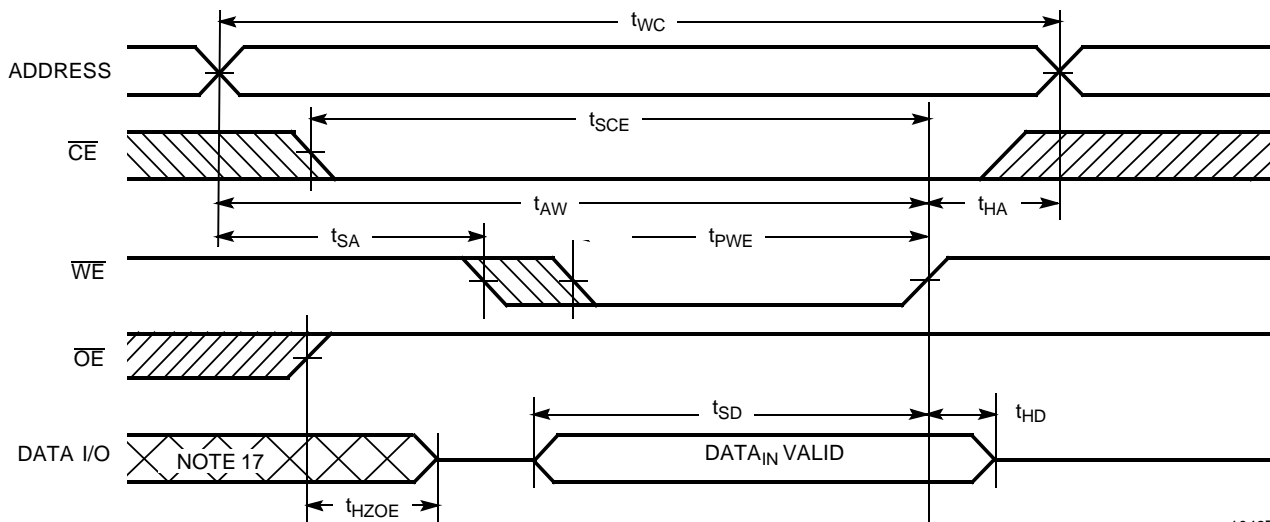 tWC
ADDRESS
tSCE
CE
tAW
tHA
tSA
tPWE
WE
OE
tSD
tHD
DATA I/O
NOTE 17
DATAIN VALID
tHZOE